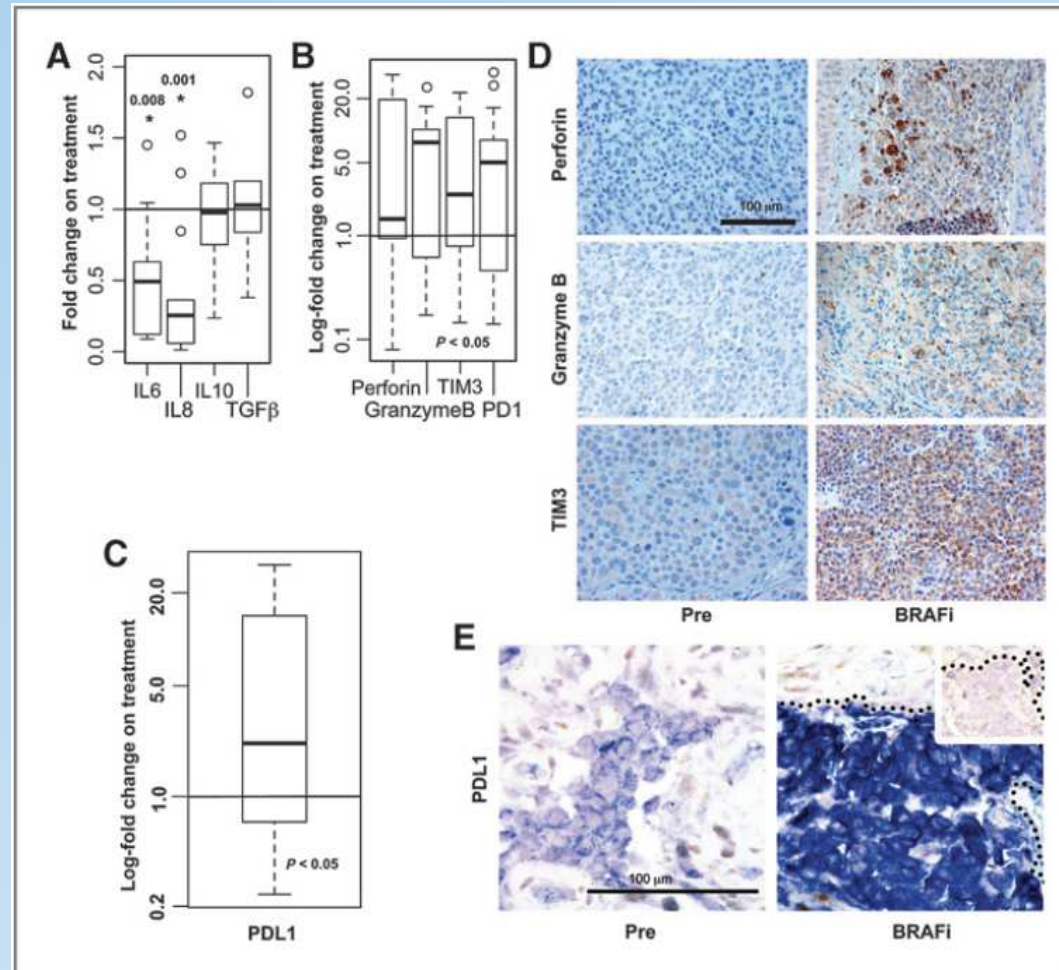 A
Fold change on treatment
2.0
1.5
1.0
0.5
0.0
0.008
*
0.001
*
IL6
IL8
IL10
TGFβ
B
Log-fold change on treatment
20.0
5.0
1.0
0.1
P < 0.05
Perforin
GranzymeB
TIM3
PD1
C
Log-fold change on treatment
20.0
5.0
1.0
0.2
P < 0.05
PDL1
D
Perforin
100 μm
Granzyme B
TIM3
Pre
BRAFi
E
PDL1
100 μm
Pre
BRAFi